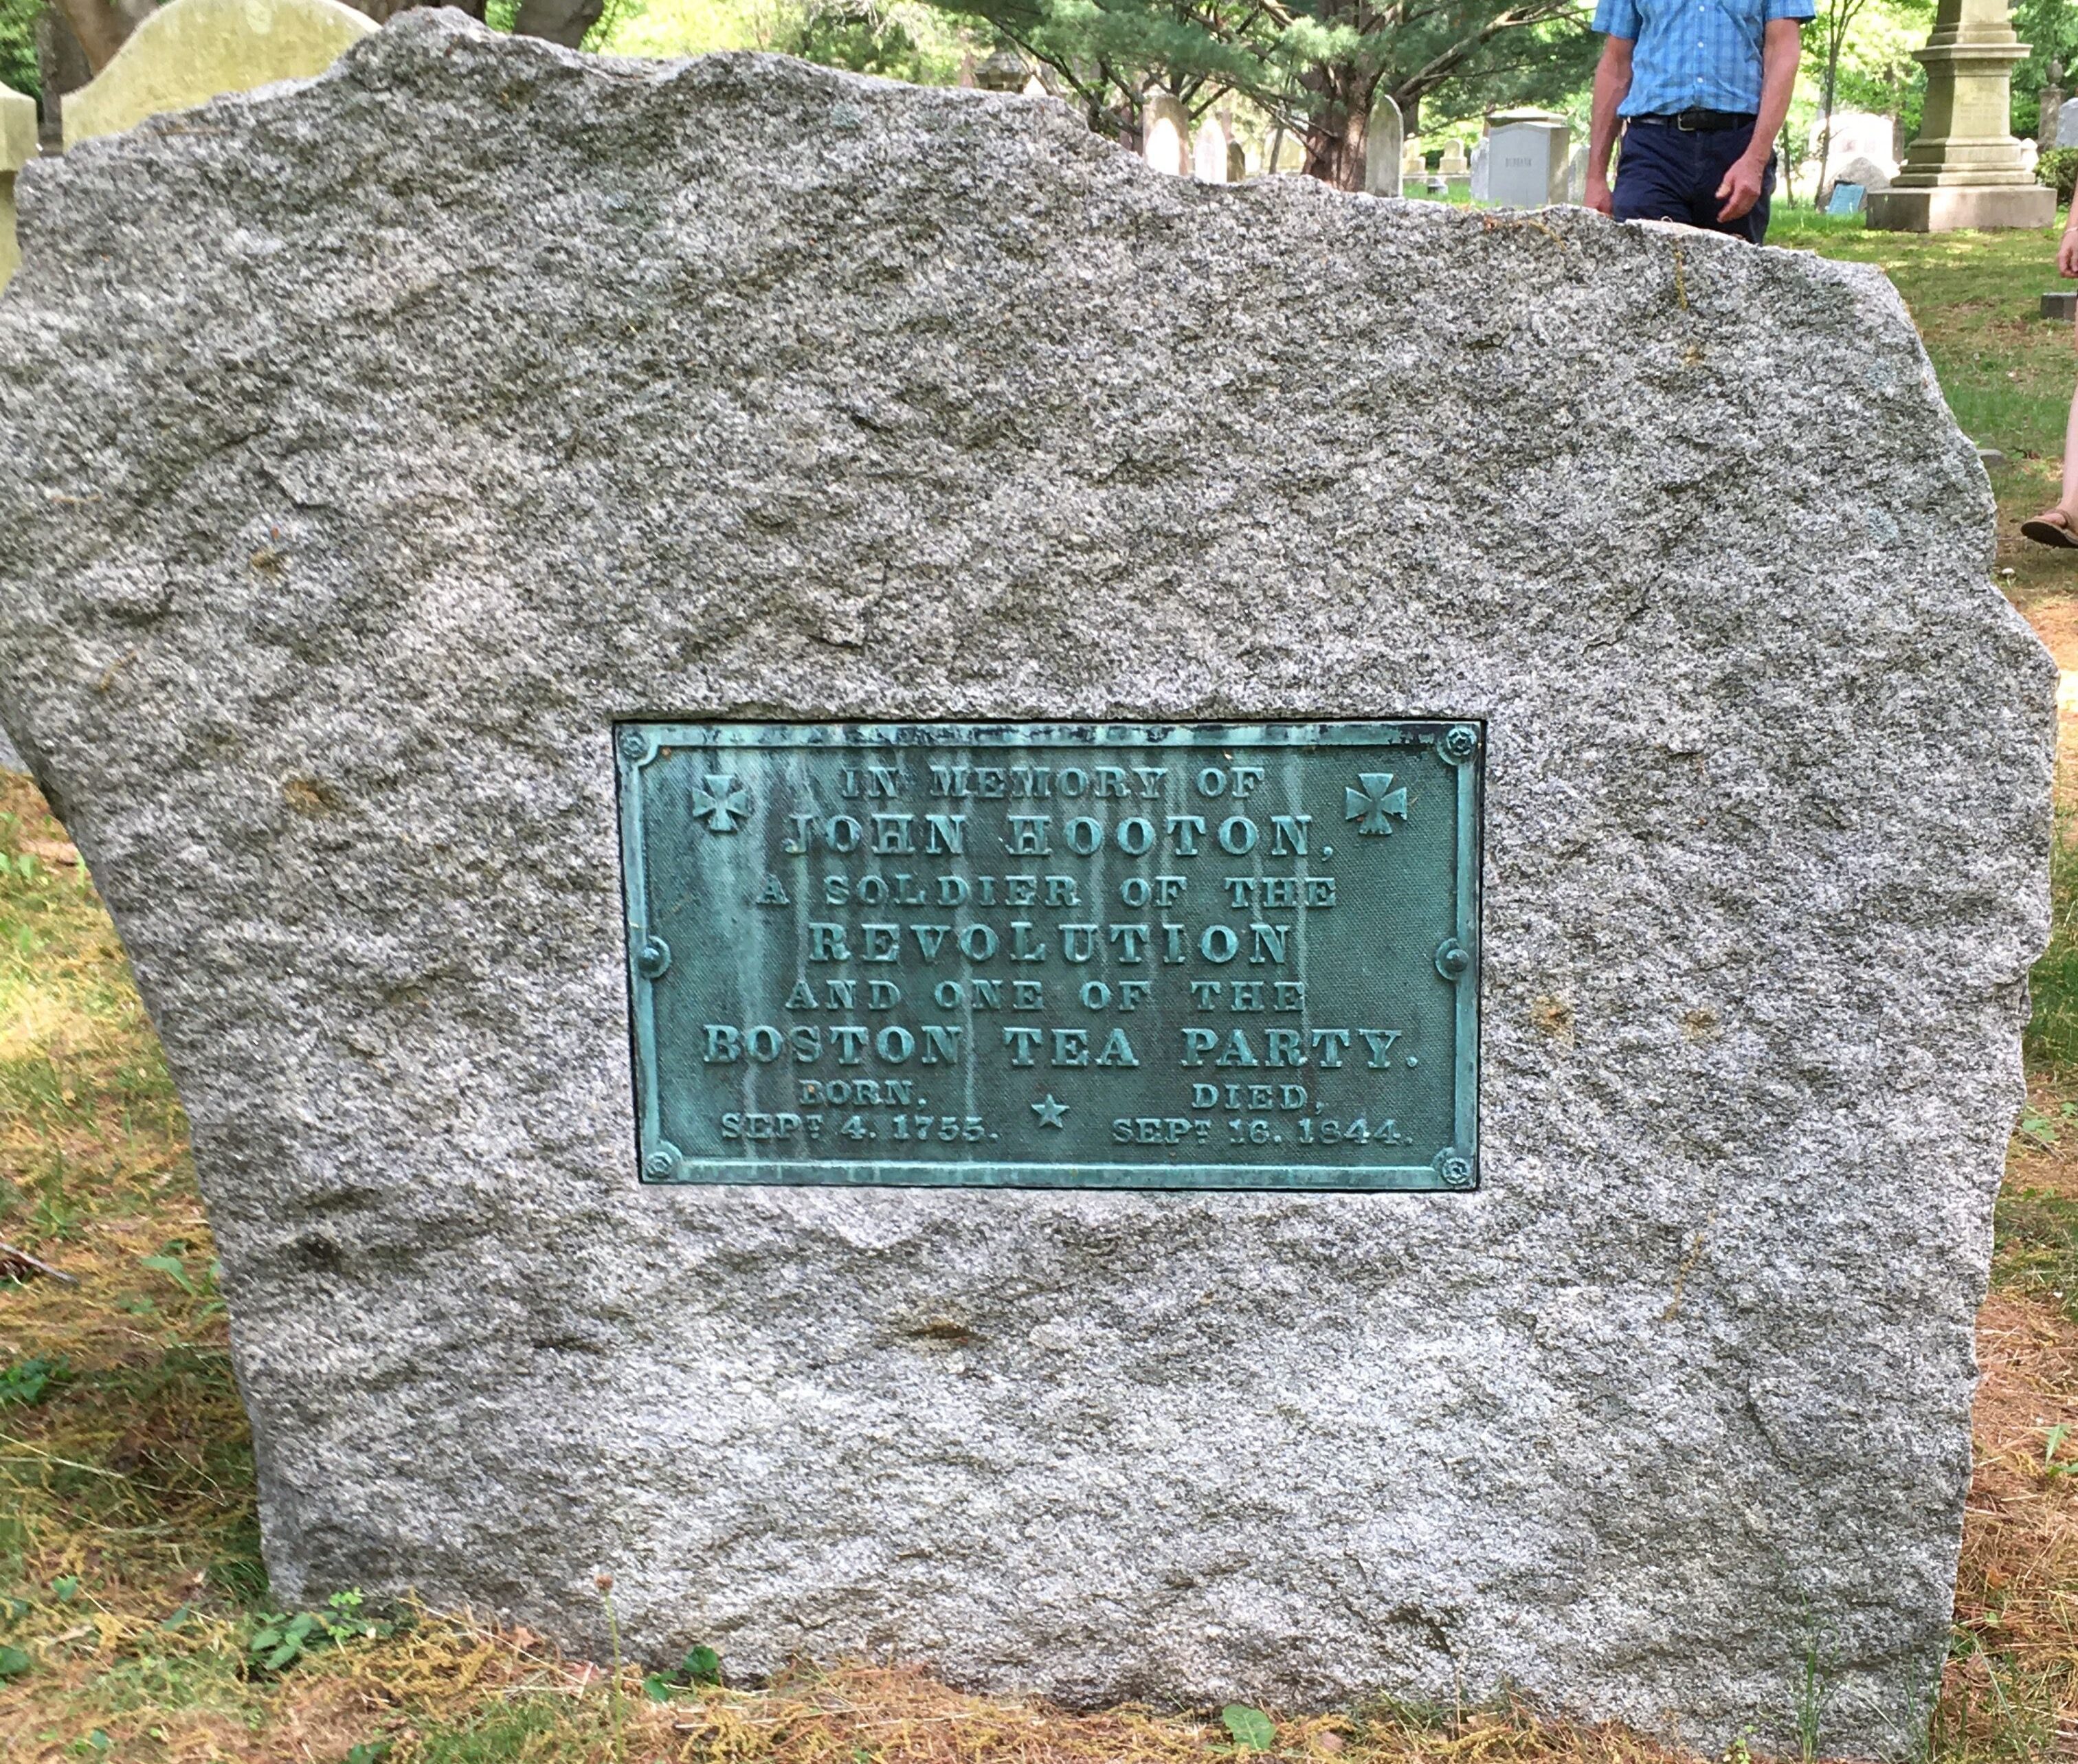 IN MEMORY OF
JOHN HOOTON,
A SOLDIER OF THE
REVOLUTION
AND ONE OF THE
BOSTON TEA PARTY.
BORN, DIED,
SEPT 4. 1755. SEPT 16. 1844.